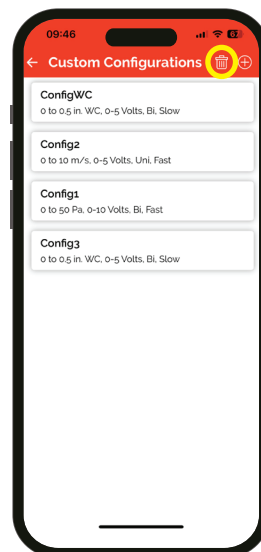 09:46
Custom Configurations
ConfigWC
0 to 0.5 in. WC, 0-5 Volts, Bi, Slow
Config2
0 to 10 m/s, 0-5 Volts, Uni, Fast
Config1
0 to 50 Pa, 0-10 Volts, Bi, Fast
Config3
0 to 0.5 in. WC, 0-5 Volts, Bi, Slow